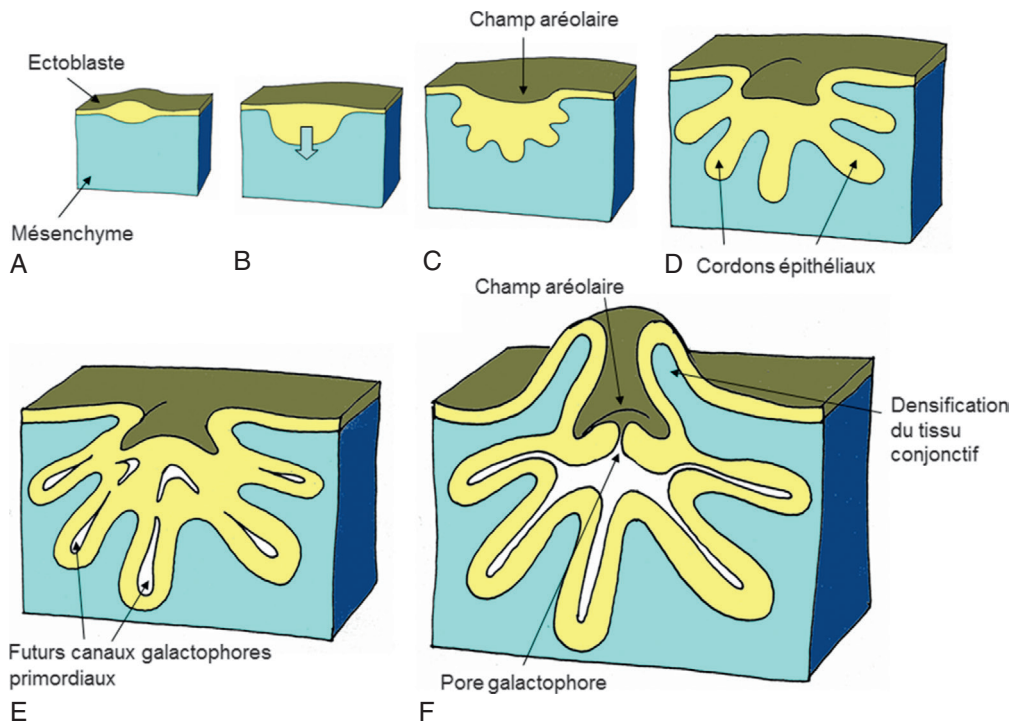 Ectoblaste
Mésenchyme
A
B
Champ aréolaire
C
Cordons épithéliaux
D
Futurs canaux galactophores
primordiaux
E
Champ aréolaire
Densification
du tissu
conjonctif
Pore galactophore
F